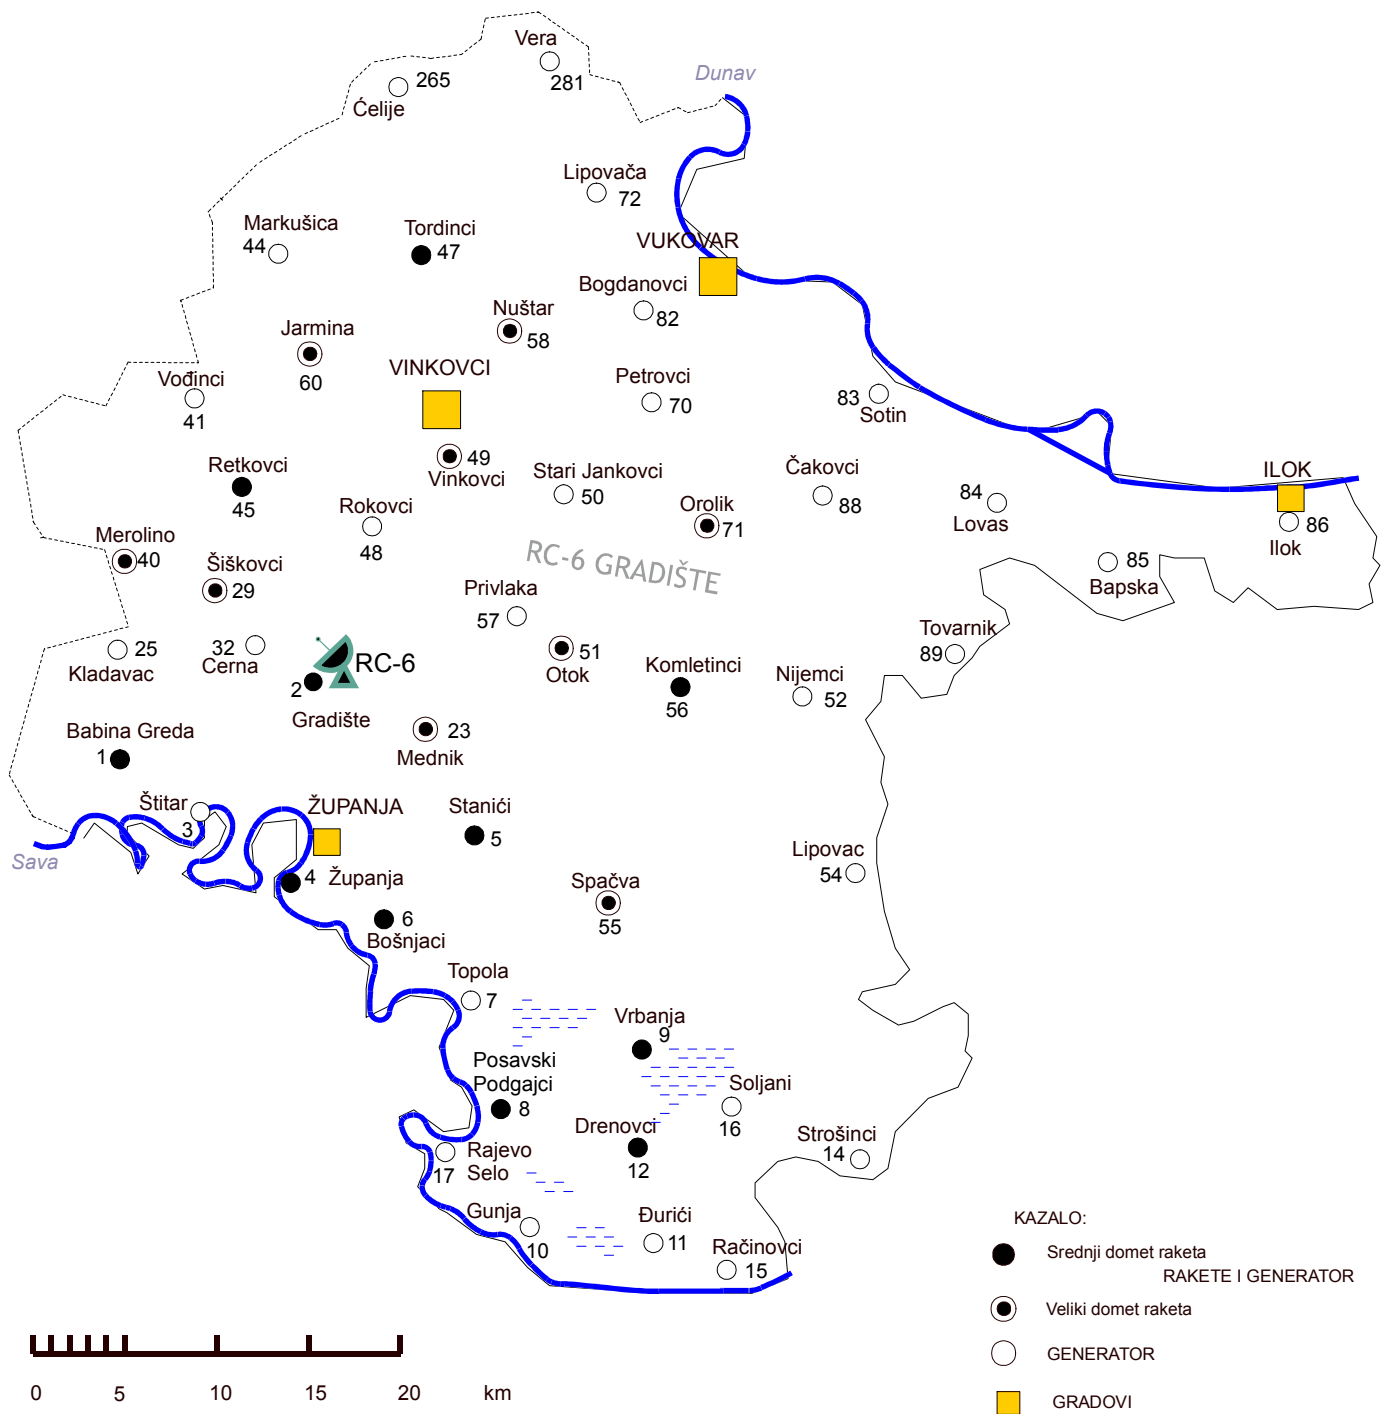 Vera
281
265
Ćelije
Dunav
Lipovača
72
Markušica
44
Tordinci
47
VUKOVAR
Bogdanovci
82
Nuštar
58
Jarmina
60
VINKOVCI
Vođinci
41
Petrovci
70
83
Sotin
49
Vinkovci
Retkovci
45
Stari Jankovci
50
Čakovci
88
84
Lovas
ILOK
86
Ilok
Rokovci
48
Orolik
71
Merolino
40
Šiškovci
29
RC-6 GRADIŠTE
85
Bapska
Privlaka
57
32
Cerna
25
Kladavac
RC-6
2
Gradište
51
Otok
Komletinci
56
Nijemci
52
Tovarnik
89
Babina Greda
1
23
Mednik
Štitar
3
ŽUPANJA
Stanići
5
Sava
4
Županja
Lipovac
54
6
Bošnjaci
Spačva
55
Topola
7
Vrbanja
9
Posavski
Podgajci
8
Soljani
16
Drenovci
12
Strošinci
14
17
Rajevo
Selo
Gunja
10
Đurići
11
Račinovci
15
KAZALO:
Srednji domet raketa
RAKETE I GENERATOR
Veliki domet raketa
GENERATOR
GRADOVI
0 5 10 15 20 km